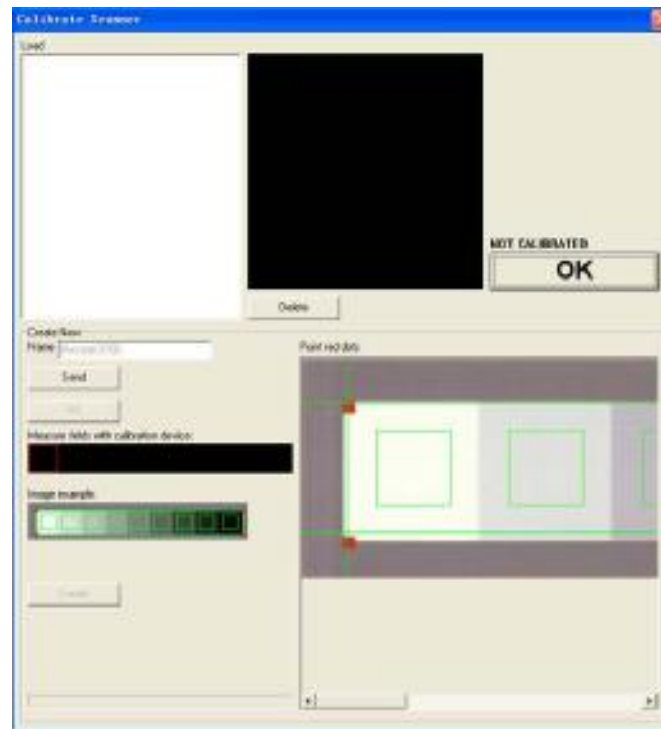 Calibrate Scanner
Load
NOT CALIBRATED
OK
Delete
Create New
Name
Send
Point red dots
Measure fields with calibration device:
Image example
Create